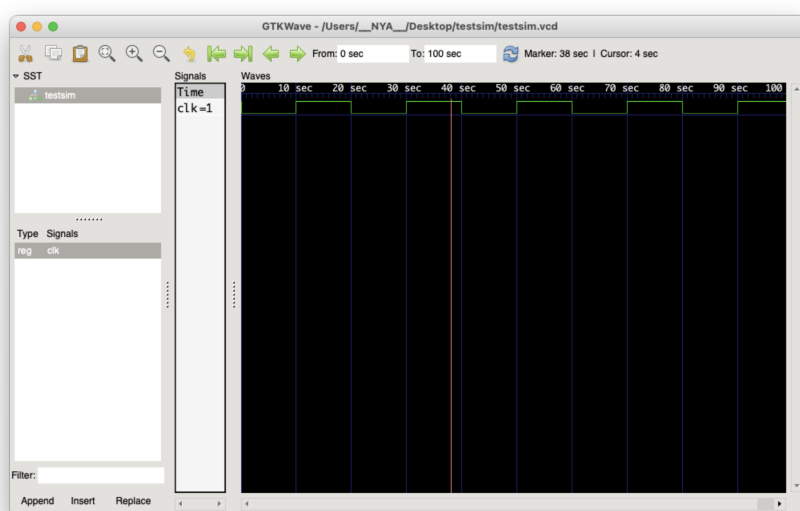 GTKWave - /Users/__NYA__/Desktop/testsim/testsim.vcd
From: 0 sec To: 100 sec Marker: 38 sec | Cursor: 4 sec
SST
testsim
Signals
Time
clk=1
Waves
0 10 sec 20 sec 30 sec 40 sec 50 sec 60 sec 70 sec 80 sec 90 sec 100
Type Signals
reg clk
Filter:
Append Insert Replace